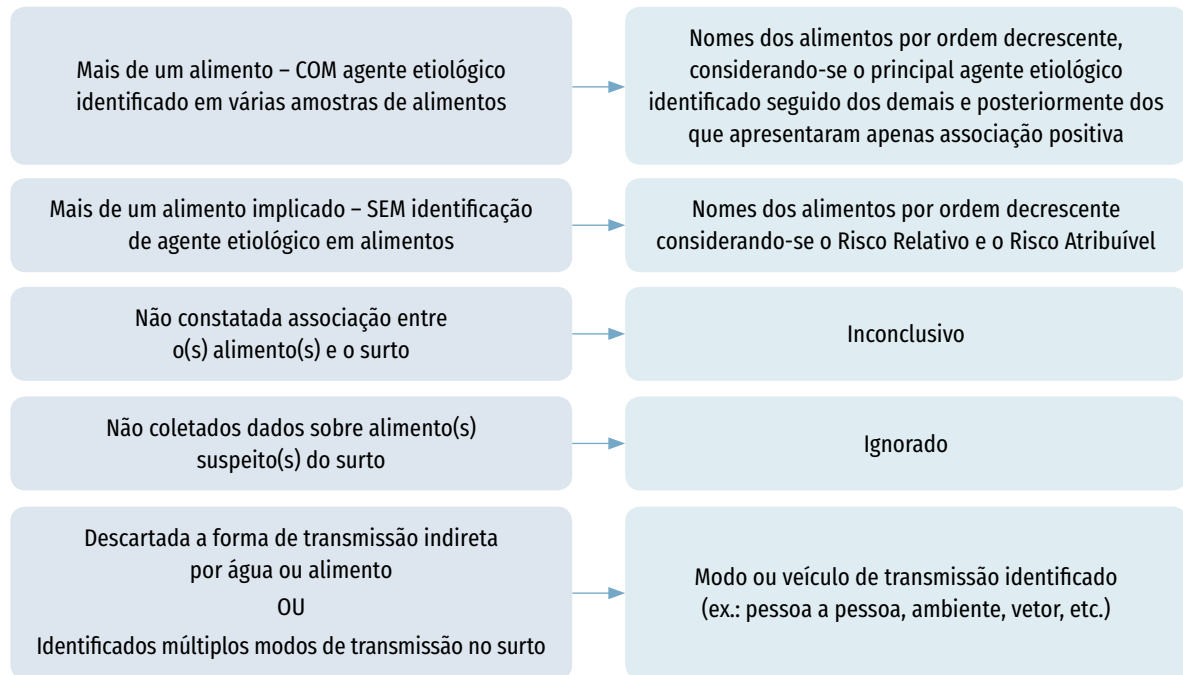 Mais de um alimento – COM agente etiológico
identificado em várias amostras de alimentos
Nomes dos alimentos por ordem decrescente,
considerando-se o principal agente etiológico
identificado seguido dos demais e posteriormente dos
que apresentaram apenas associação positiva
Mais de um alimento implicado – SEM identificação
de agente etiológico em alimentos
Nomes dos alimentos por ordem decrescente
considerando-se o Risco Relativo e o Risco Atribuível
Não constatada associação entre
o(s) alimento(s) e o surto
Inconclusivo
Não coletados dados sobre alimento(s)
suspeito(s) do surto
Ignorado
Descartada a forma de transmissão indireta
por água ou alimento
OU
Identificados múltiplos modos de transmissão no surto
Modo ou veículo de transmissão identificado
(ex.: pessoa a pessoa, ambiente, vetor, etc.)